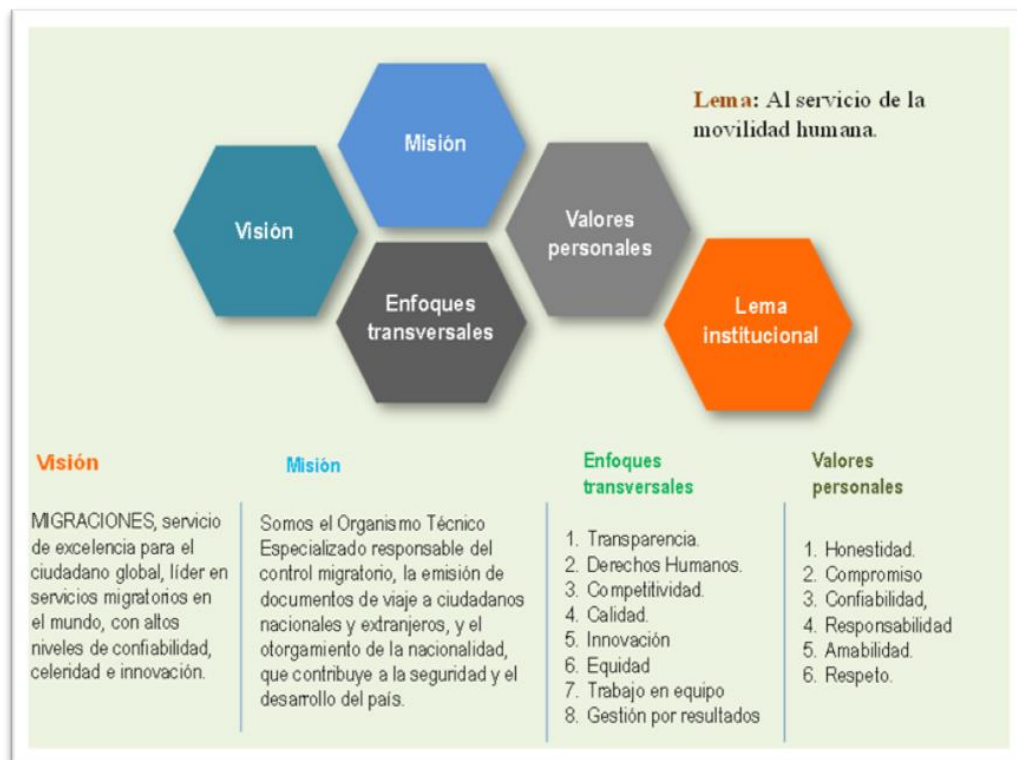 Lema: Al servicio de la
movilidad humana.
Misión
Visión
Valores
personales
Enfoques
transversales
Lema
institucional
Visión
MIGRACIONES, servicio
de excelencia para el
ciudadano global, líder en
servicios migratorios en
el mundo, con altos
niveles de confiabilidad,
celeridad e innovación.
Misión
Somos el Organismo Técnico
Especializado responsable del
control migratorio, la emisión de
documentos de viaje a ciudadanos
nacionales y extranjeros, y el
otorgamiento de la nacionalidad,
que contribuye a la seguridad y el
desarrollo del país.
Enfoques
transversales
1. Transparencia.
2. Derechos Humanos.
3. Competitividad.
4. Calidad.
5. Innovación
6. Equidad
7. Trabajo en equipo
8. Gestión por resultados
Valores
personales
1. Honestidad.
2. Compromiso
3. Confiabilidad,
4. Responsabilidad
5. Amabilidad.
6. Respeto.